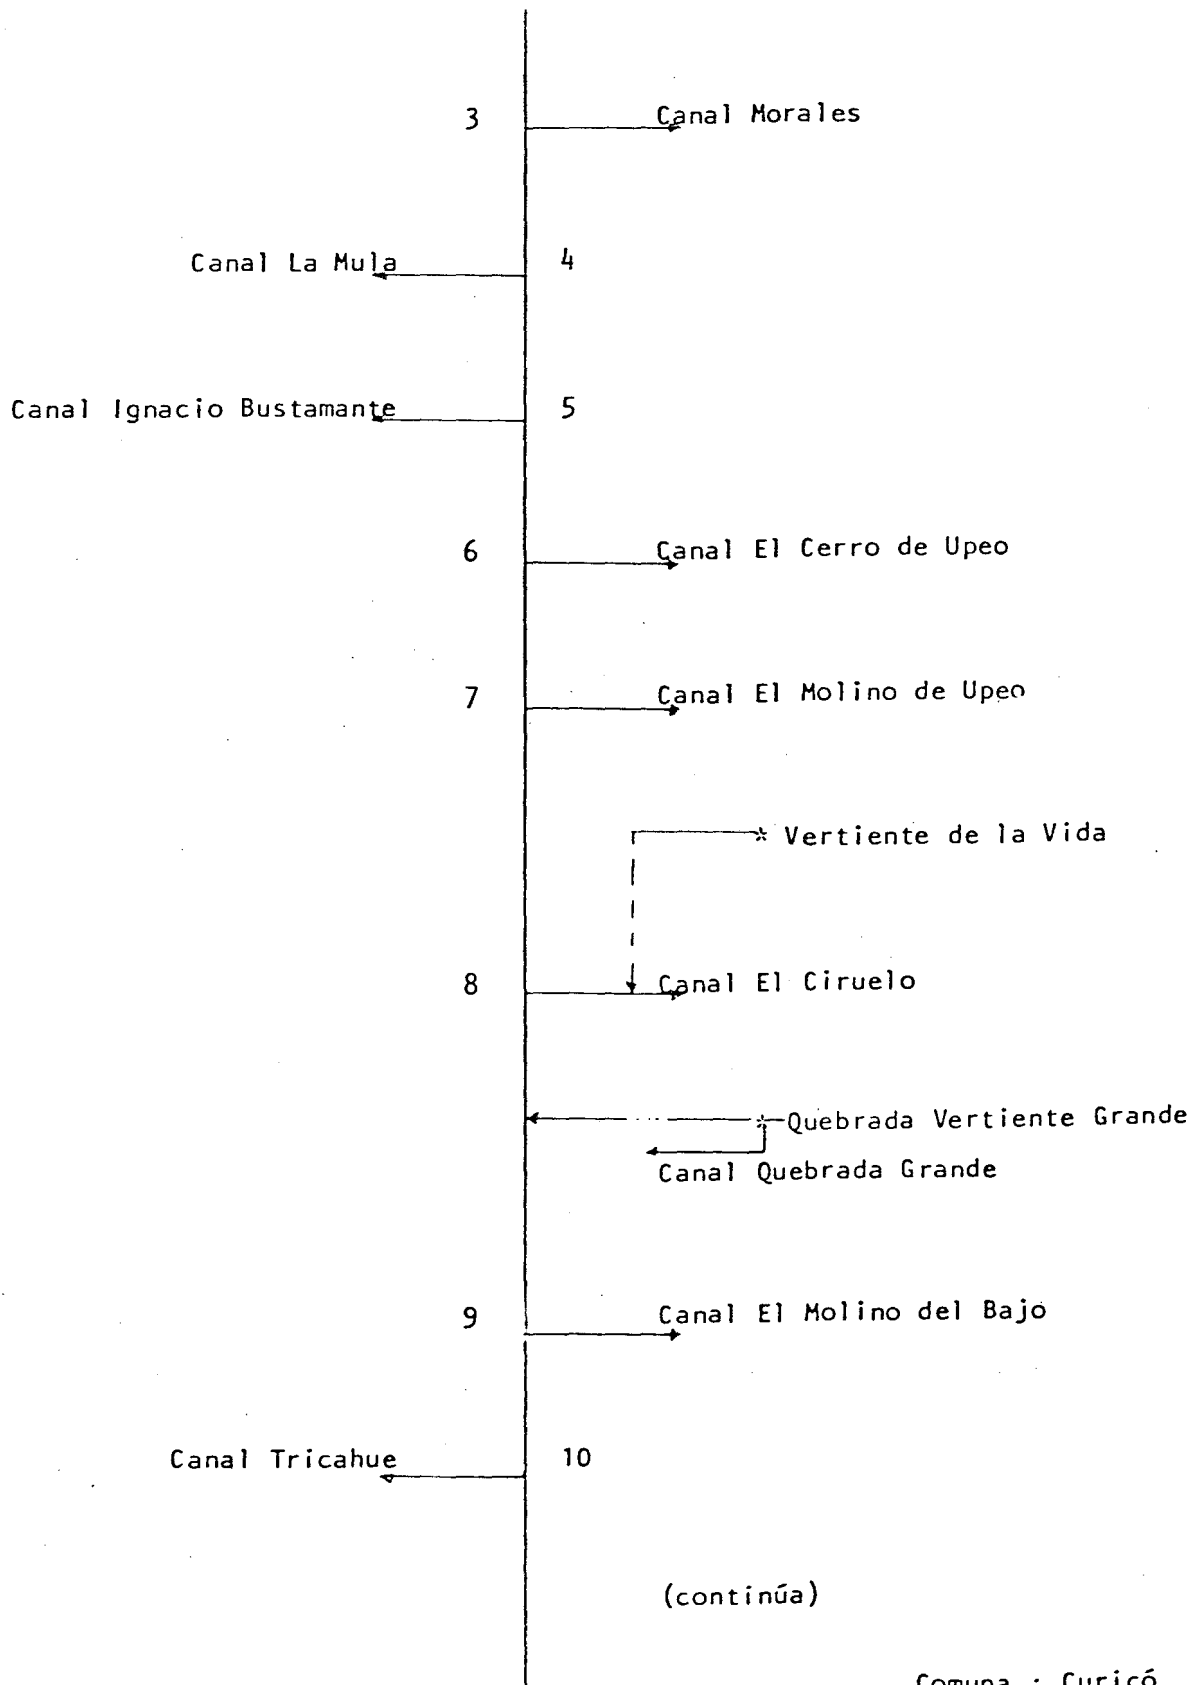 3 Canal Morales
Canal La Mula 4
Canal Ignacio Bustamante 5
6 Canal El Cerro de Upeo
7 Canal El Molino de Upeo
Vertiente de la Vida
8 Canal El Ciruelo
Quebrada Vertiente Grande
Canal Quebrada Grande
9 Canal El Molino del Bajo
Canal Tricahue 10
(continúa)
Comuna : Curicó